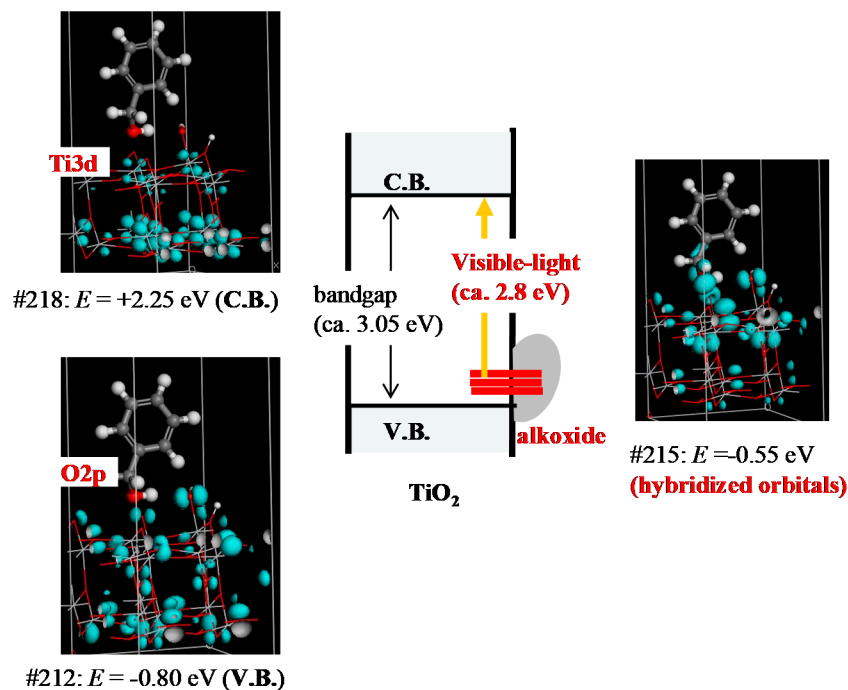 Ti3d
#218: E = +2.25 eV (C.B.)
O2p
#212: E = -0.80 eV (V.B.)
C.B.
bandgap
(ca. 3.05 eV)
Visible-light
(ca. 2.8 eV)
V.B.
alkoxide
TiO₂
#215: E =-0.55 eV
(hybridized orbitals)